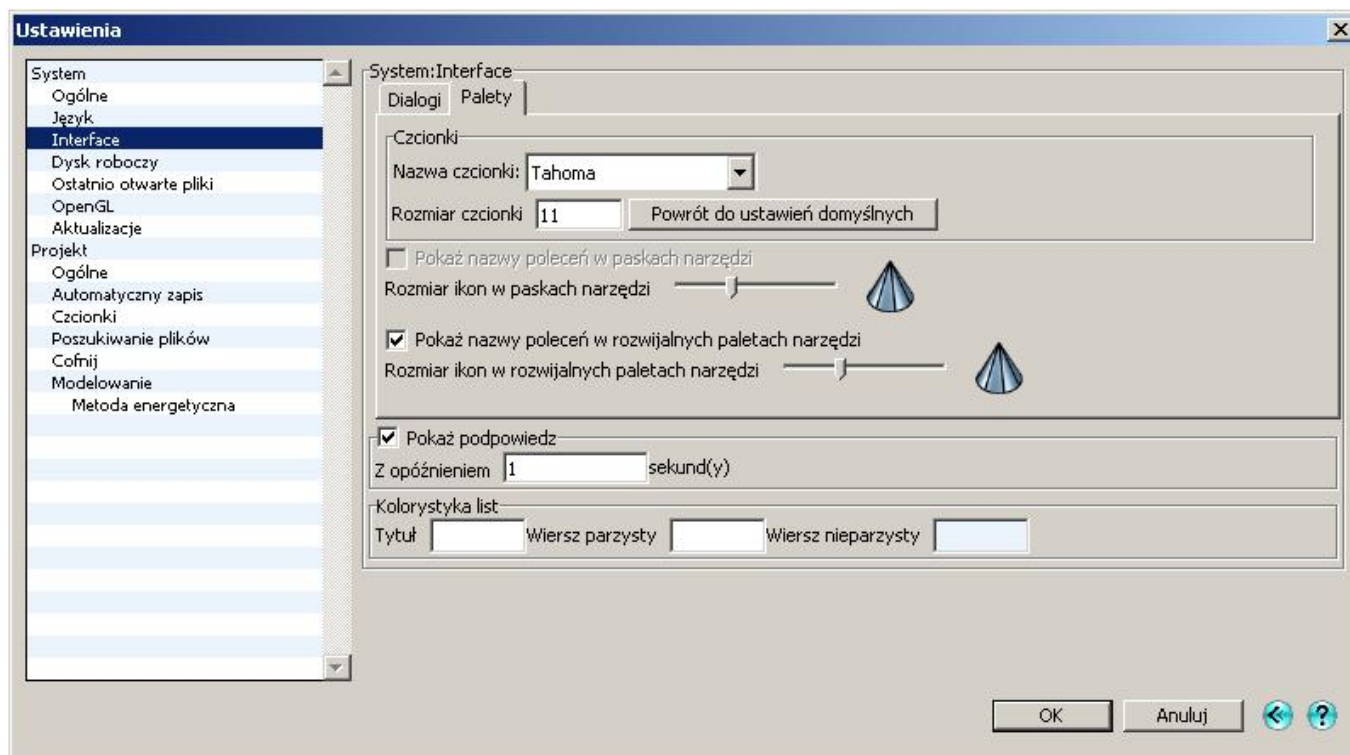 Ustawienia
System
Ogólne
Język
Interface
Dysk roboczy
Ostatnio otwarte pliki
OpenGL
Aktualizacje
Projekt
Ogólne
Automatyczny zapis
Czcionki
Poszukiwanie plików
Cofnij
Modelowanie
Metoda energetyczna
System:Interface
Dialogi Palety
Czcionki
Nazwa czcionki: Tahoma
Rozmiar czcionki 11 Powrót do ustawień domyślnych
Pokaż nazwy poleceń w paskach narzędzi
Rozmiar ikon w paskach narzędzi
Pokaż nazwy poleceń w rozwijalnych paletach narzędzi
Rozmiar ikon w rozwijalnych paletach narzędzi
Pokaż podpowiedz
Z opóźnieniem 1 sekund(y)
Kolorystyka list
Tytuł Wiersz parzysty Wiersz nieparzysty
OK Anuluj ?